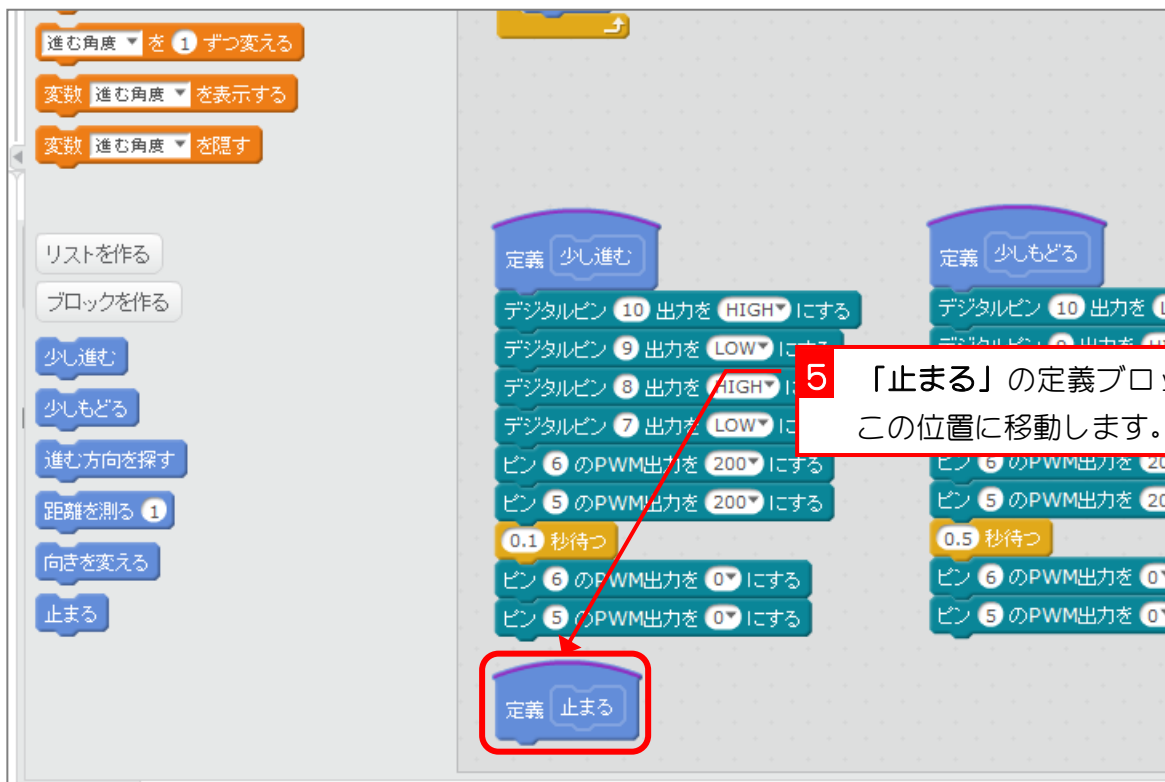 進む角度 を 1 ずつ変える
変数 進む角度 を表示する
変数 進む角度 を隠す
リストを作る
ブロックを作る
少し進む
少しもどる
進む方向を探す
距離を測る 1
向きを変える
止まる
定義 少し進む
デジタルピン 10 出力を HIGH にする
デジタルピン 9 出力を LOW に
デジタルピン 8 出力を HIGH に
デジタルピン 7 出力を LOW に
ピン 6 のPWM出力を 200 にする
ピン 5 のPWM出力を 200 にする
0.1 秒待つ
ピン 6 のPWM出力を 0 にする
ピン 5 のPWM出力を 0 にする
定義 止まる
定義 少しもどる
デジタルピン 10 出力を
5 「止まる」の定義ブロ
この位置に移動します。
ピン 6 のPWM出力を 20
ピン 5 のPWM出力を 20
0.5 秒待つ
ピン 6 のPWM出力を 0
ピン 5 のPWM出力を 0